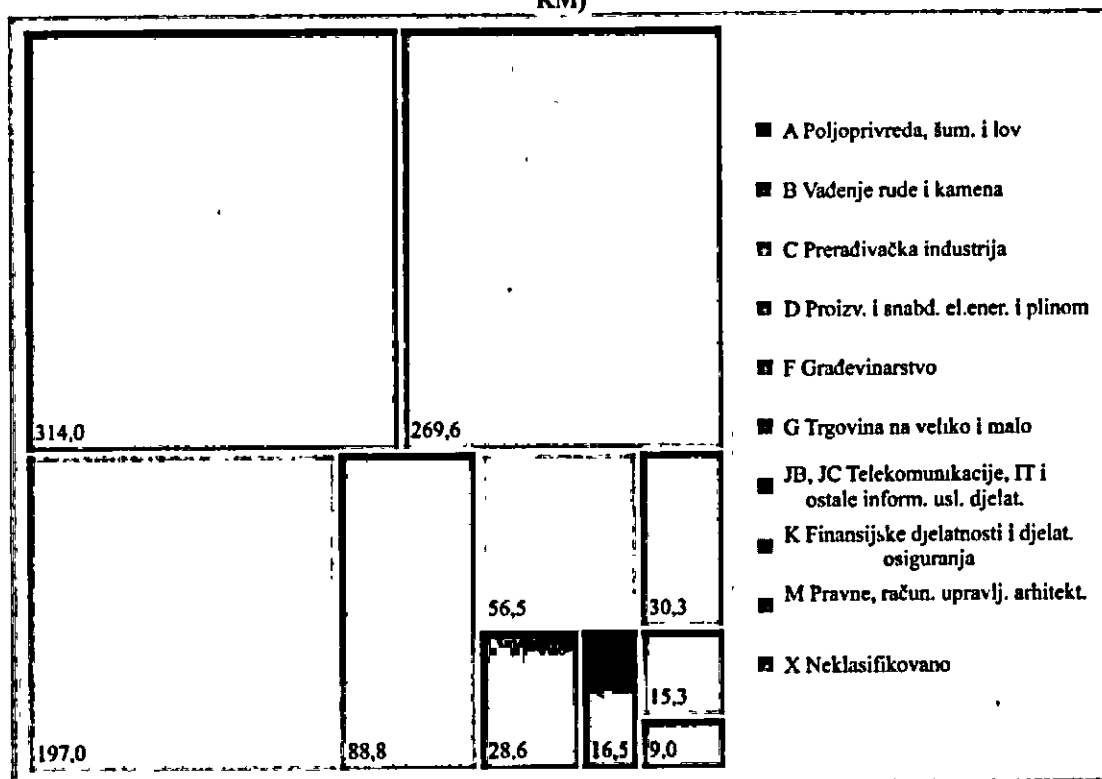 KM)
314,0
269,6
197,0
88,8
56,5
30,3
28,6
16,5
15,3
9,0
A Poljoprivreda, šum. i lov
B Vađenje rude i kamena
C Prerađivačka industrija
D Proizv. i snabd. el.ener. i plinom
F Građevinarstvo
G Trgovina na veliko i malo
JB, JC Telekomunikacije, IT i
ostale inform. usl. djelat.
K Finansijske djelatnosti i djelat.
osiguranja
M Pravne, račun. upravlj. arhitekt.
X Neklasifikovano